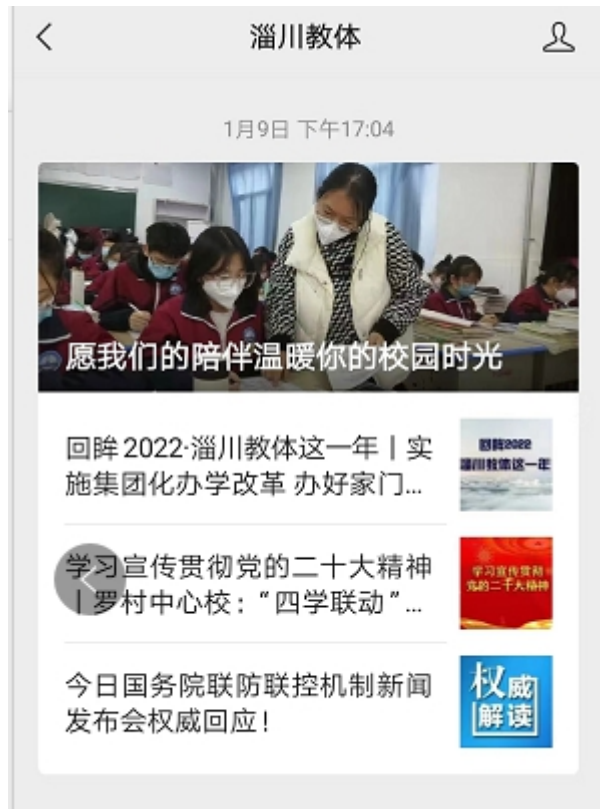 淄川教体
1月9日 下午17:04
愿我们的陪伴温暖你的校园时光
回眸2022·淄川教体这一年丨实
施集团化办学改革 办好家门...
回眸2022
淄川教体这一年
学习宣传贯彻党的二十大精神
丨罗村中心校：“四学联动”...
学习宣传贯彻
党的二十大精神
今日国务院联防联控机制新闻
发布会权威回应！
权威
解读